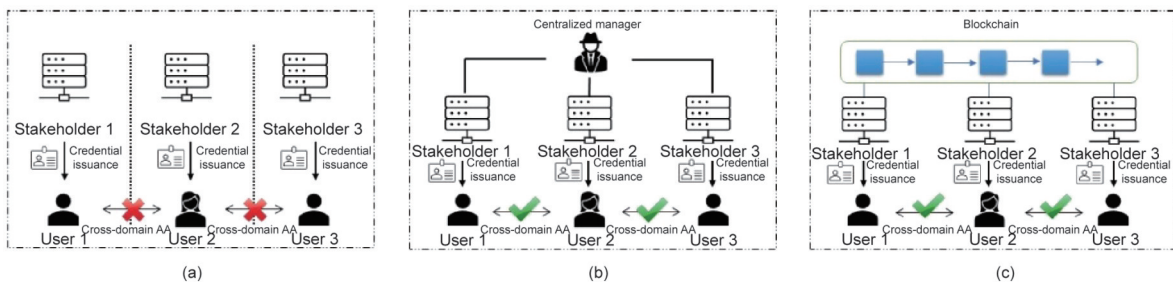 Stakeholder 1
Stakeholder 2
Stakeholder 3
Credential
issuance
Credential
issuance
Credential
issuance
Cross-domain AA
Cross-domain AA
User 1
User 2
User 3
(a)
Centralized manager
Stakeholder 1
Stakeholder 2
Stakeholder 3
Credential
issuance
Credential
issuance
Credential
issuance
Cross-domain AA
Cross-domain AA
User 1
User 2
User 3
(b)
Blockchain
Stakeholder 1
Stakeholder 2
Stakeholder 3
Credential
issuance
Credential
issuance
Credential
issuance
Cross-domain AA
Cross-domain AA
User 1
User 2
User 3
(c)